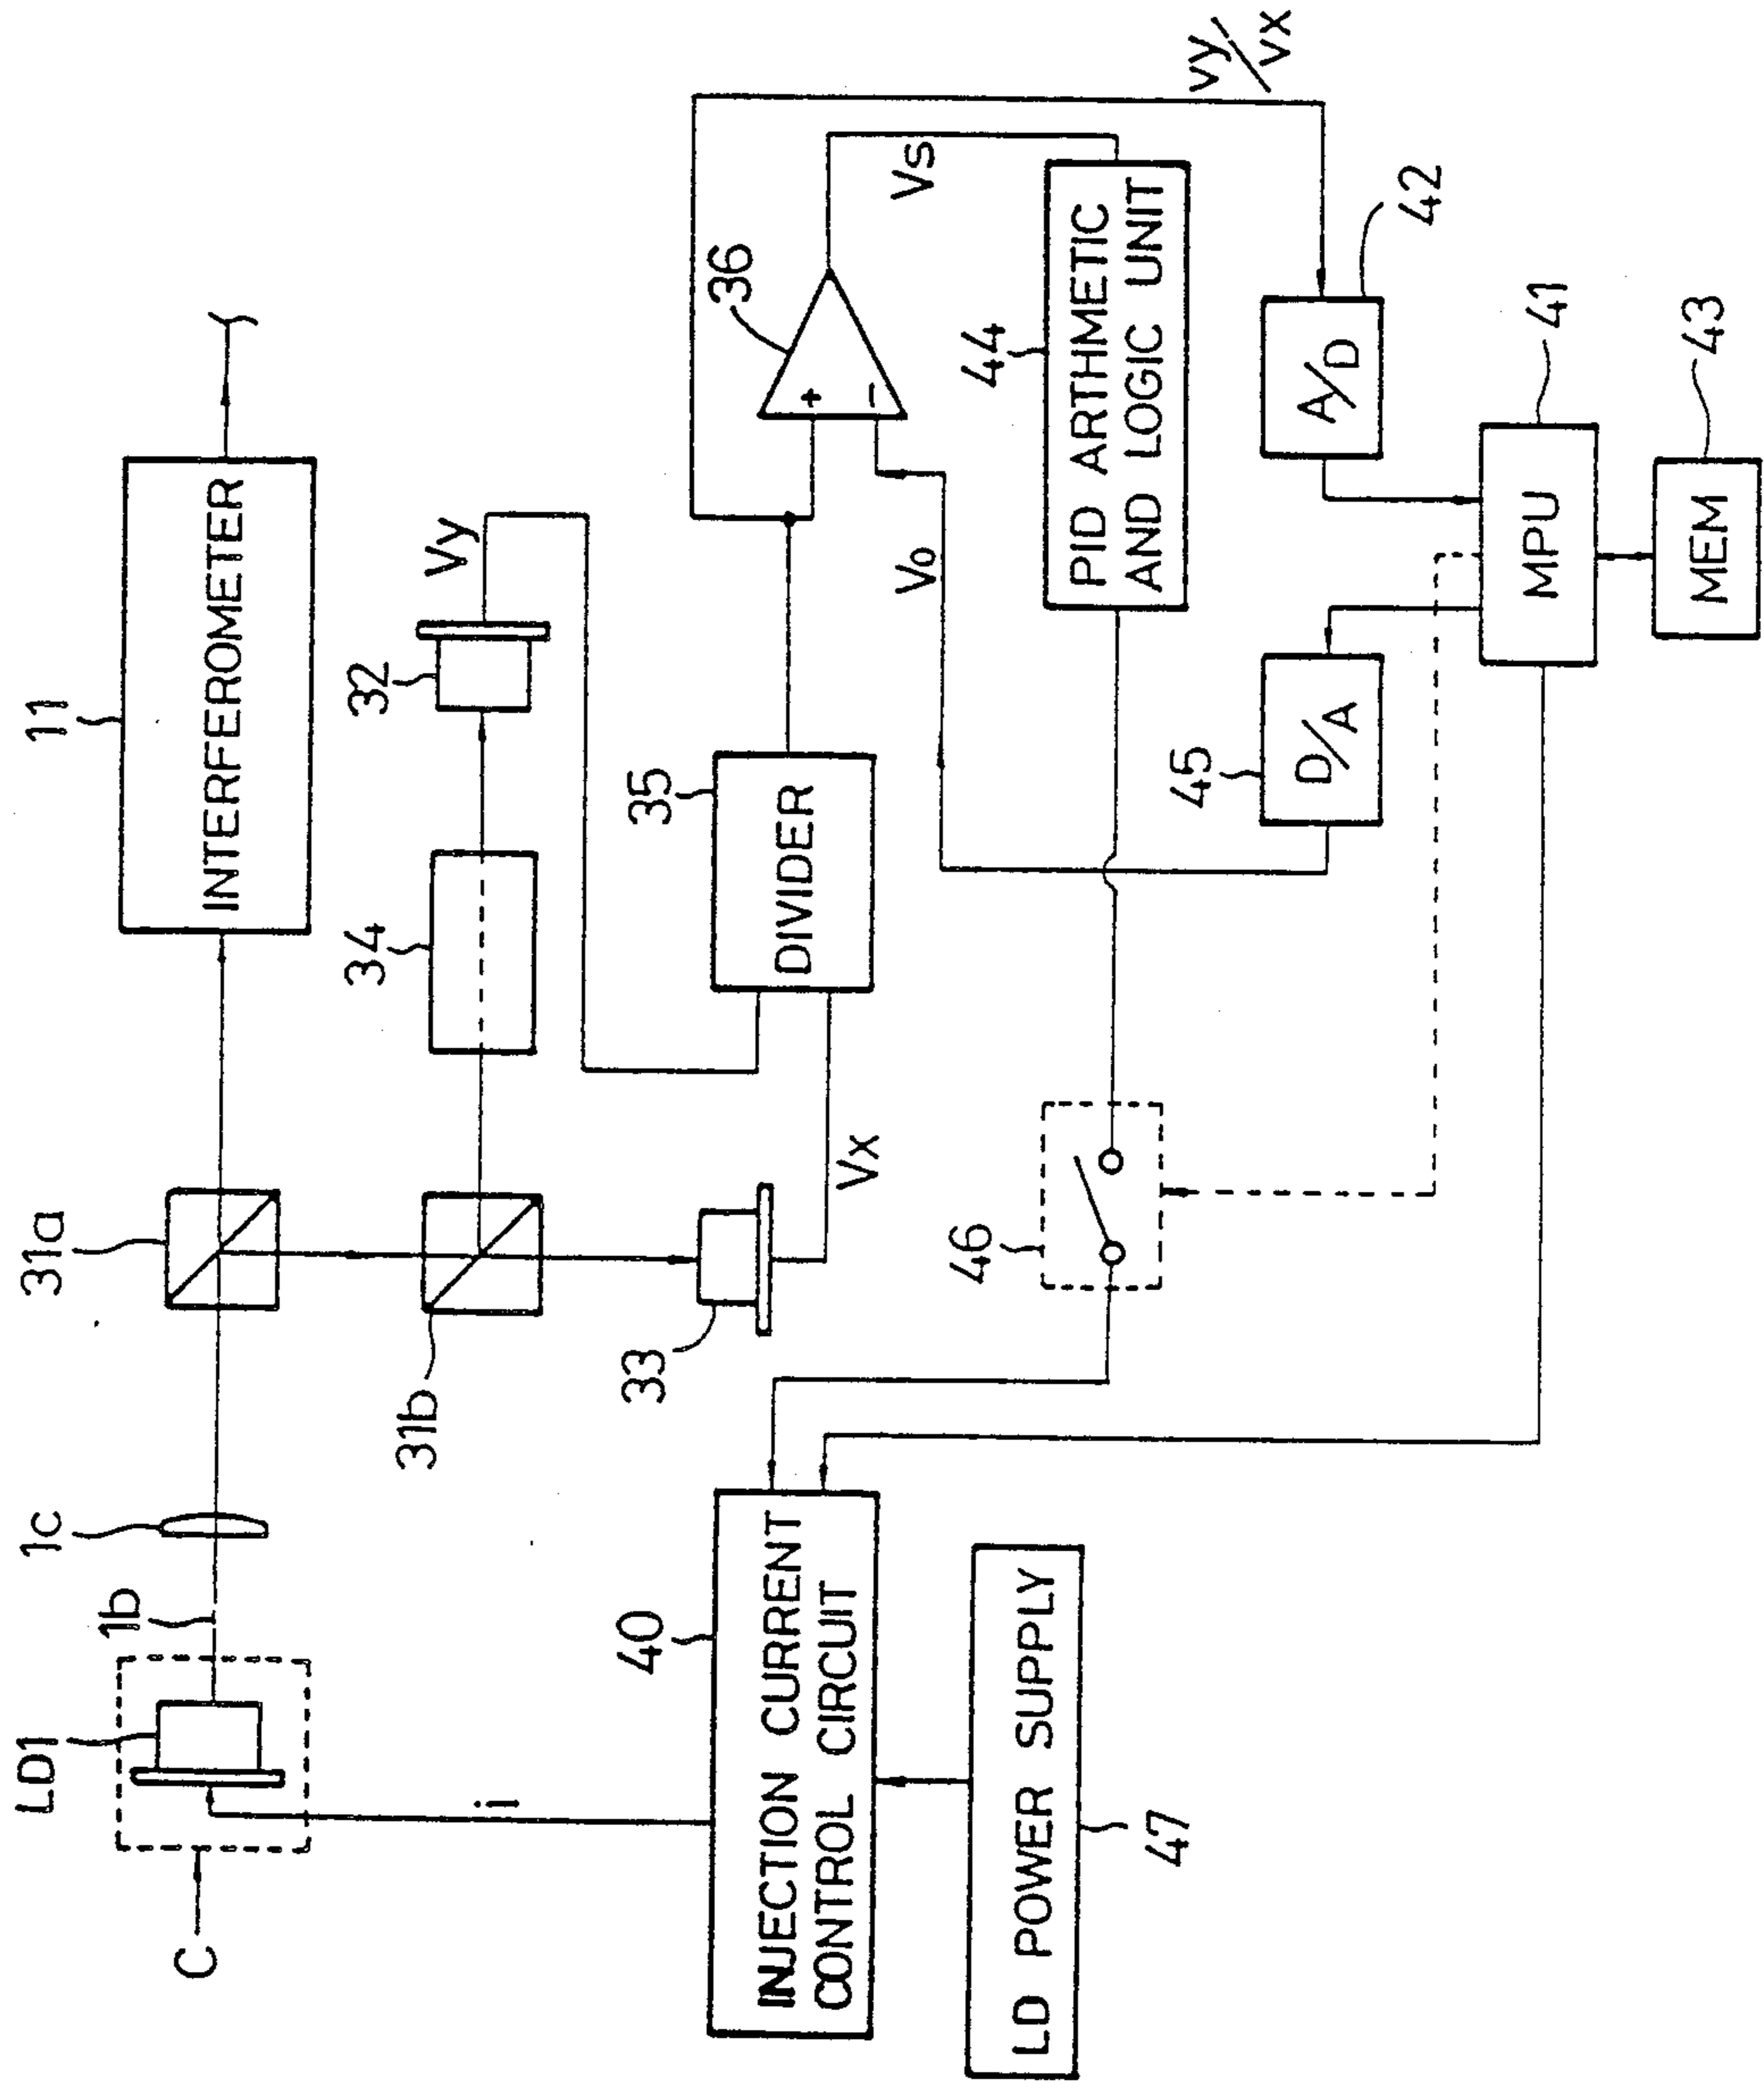 11
INTERFEROMETER
31a
1c
1b
LD1
C
i
31b
34
32
Vy
33
Vx
35
DIVIDER
36
+
−
Vs
V0
vy/vx
40
INJECTION CURRENT
CONTROL CIRCUIT
LD POWER SUPPLY
47
46
44
PID ARTHMETIC
AND LOGIC UNIT
45
D/A
A/D
42
MPU
41
MEM
43